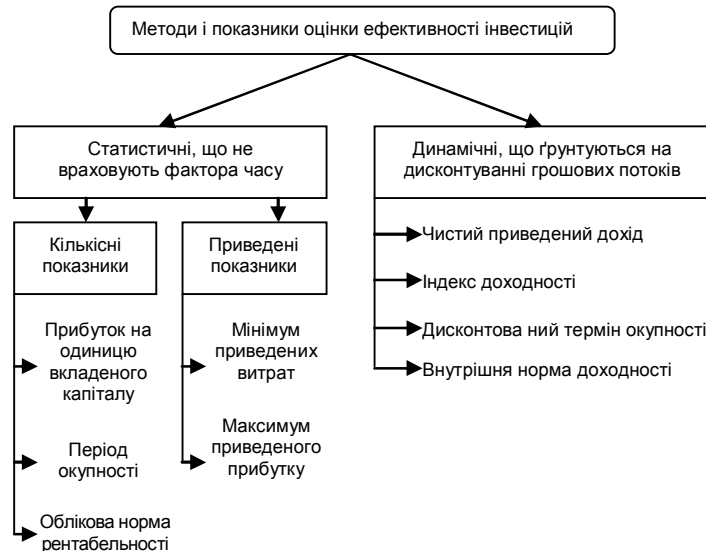 Методи і показники оцінки ефективності інвестицій
Статистичні, що не
враховують фактора часу
Динамічні, що ґрунтуються на
дисконтуванні грошових потоків
Кількісні
показники
Приведені
показники
Прибуток на
одиницю
вкладеного
капіталу
Період
окупності
Облікова норма
рентабельності
Мінімум
приведених
витрат
Максимум
приведеного
прибутку
Чистий приведений дохід
Індекс доходності
Дисконтова ний термін окупності
Внутрішня норма доходності